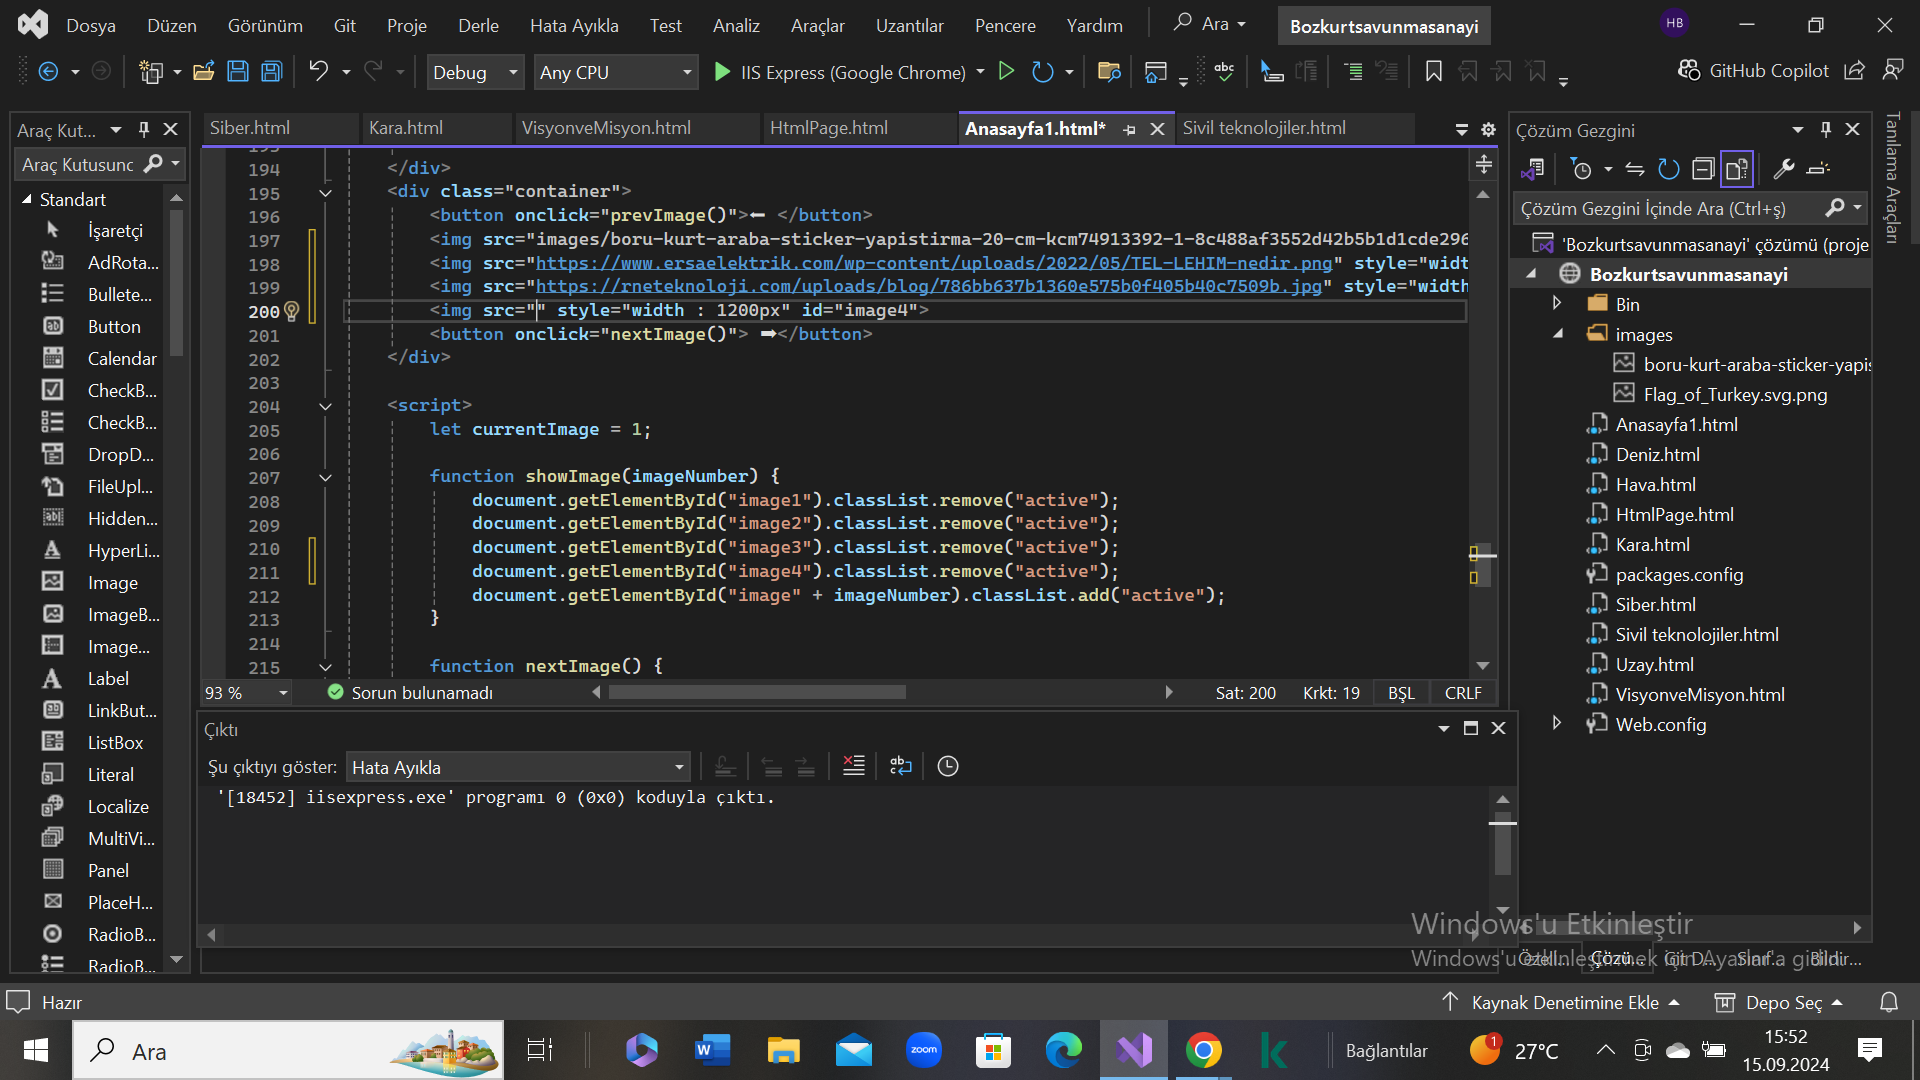 Dosya Düzen Görünüm Git Proje Derle Hata Ayıkla Test Analiz Araçlar Uzantılar Pencere Yardım Ara Bozkurtsavunmasanayi HB
Debug Any CPU IIS Express (Google Chrome) abc GitHub Copilot
Araç Kut...
Araç Kutusunc
Standart
İşaretçi
AdRota...
Bullete...
Button
Calendar
CheckB...
CheckB...
DropD...
FileUpl...
Hidden...
HyperLi...
Image
ImageB...
Image...
Label
LinkBut...
ListBox
Literal
Localize
MultiVi...
Panel
PlaceH...
RadioB...
RadioB...
Siber.html Kara.html VisyonveMisyon.html HtmlPage.html Anasayfa1.html* Sivil teknolojiler.html
194 </div>
195 <div class="container">
196 <button onclick="prevImage()">⬅ </button>
197 <img src="images/boru-kurt-araba-sticker-yapistirma-20-cm-kcm74913392-1-8c488af3552d42b5b1d1cde296
198 <img src="https://www.ersaelektrik.com/wp-content/uploads/2022/05/TEL-LEHIM-nedir.png" style="widt
199 <img src="https://rneteknoloji.com/uploads/blog/786bb637b1360e575b0f405b40c7509b.jpg" style="width
200 <img src="" style="width : 1200px" id="image4">
201 <button onclick="nextImage()"> ➡</button>
202 </div>
203
204 <script>
205 let currentImage = 1;
206
207 function showImage(imageNumber) {
208 document.getElementById("image1").classList.remove("active");
209 document.getElementById("image2").classList.remove("active");
210 document.getElementById("image3").classList.remove("active");
211 document.getElementById("image4").classList.remove("active");
212 document.getElementById("image" + imageNumber).classList.add("active");
213 }
214
215 function nextImage() {
93 % Sorun bulunamadı Sat: 200 Krkt: 19 BŞL CRLF
Çıktı
Şu çıktıyı göster: Hata Ayıkla
'[18452] iisexpress.exe' programı 0 (0x0) koduyla çıktı.
Çözüm Gezgini
Çözüm Gezgini İçinde Ara (Ctrl+ş)
'Bozkurtsavunmasanayi' çözümü (proje
Bozkurtsavunmasanayi
Bin
images
boru-kurt-araba-sticker-yapis
Flag_of_Turkey.svg.png
Anasayfa1.html
Deniz.html
Hava.html
HtmlPage.html
Kara.html
packages.config
Siber.html
Sivil teknolojiler.html
Uzay.html
VisyonveMisyon.html
Web.config
Tanılama Araçları
Windows'u Etkinleştir
Windows'u etkinleştirmek için Ayarlar'a gidin.
Özell... Çözü... Git D... Sınıf... Bildir...
Hazır Kaynak Denetimine Ekle Depo Seç
Ara zoom Bağlantılar 1 27°C 15:52
15.09.2024